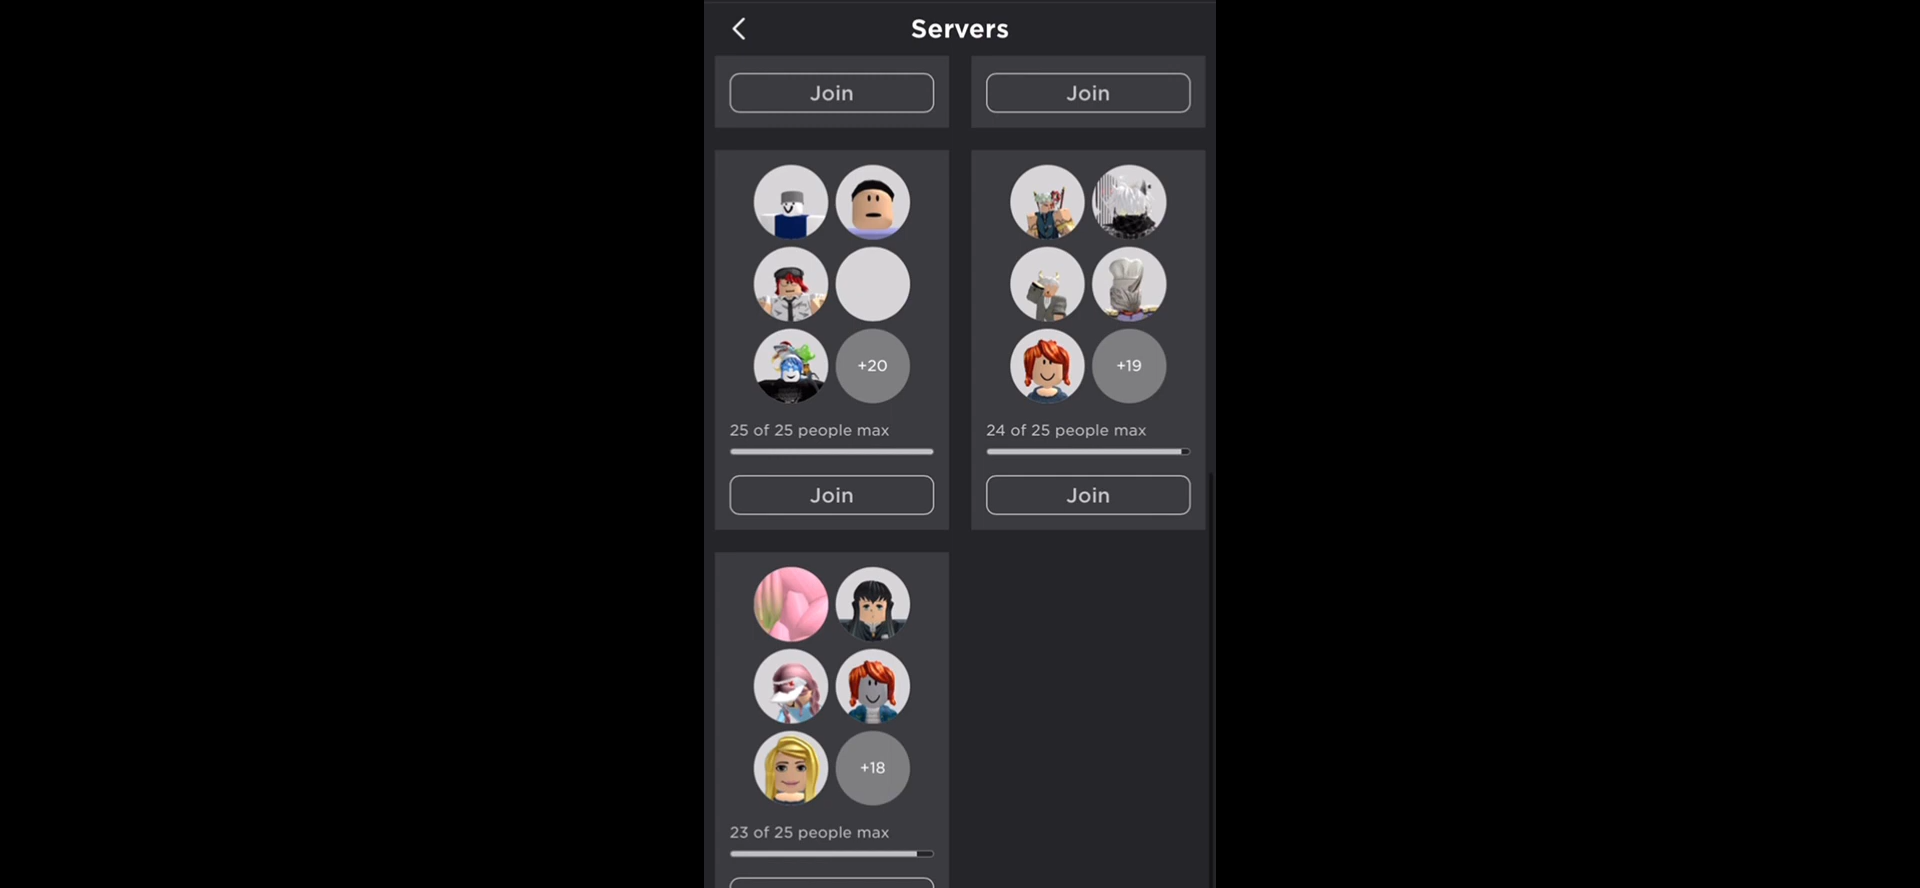 Servers
Join
Join
+20
+19
25 of 25 people max
24 of 25 people max
Join
Join
+18
23 of 25 people max